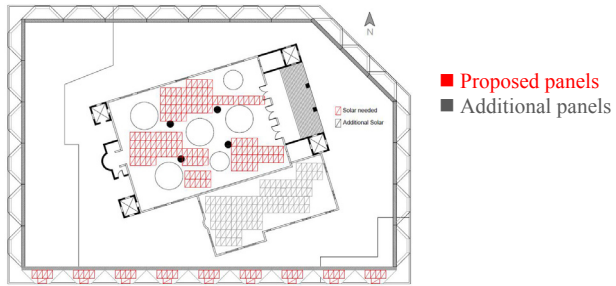 N
Solar needed
Additional Solar
Proposed panels
Additional panels